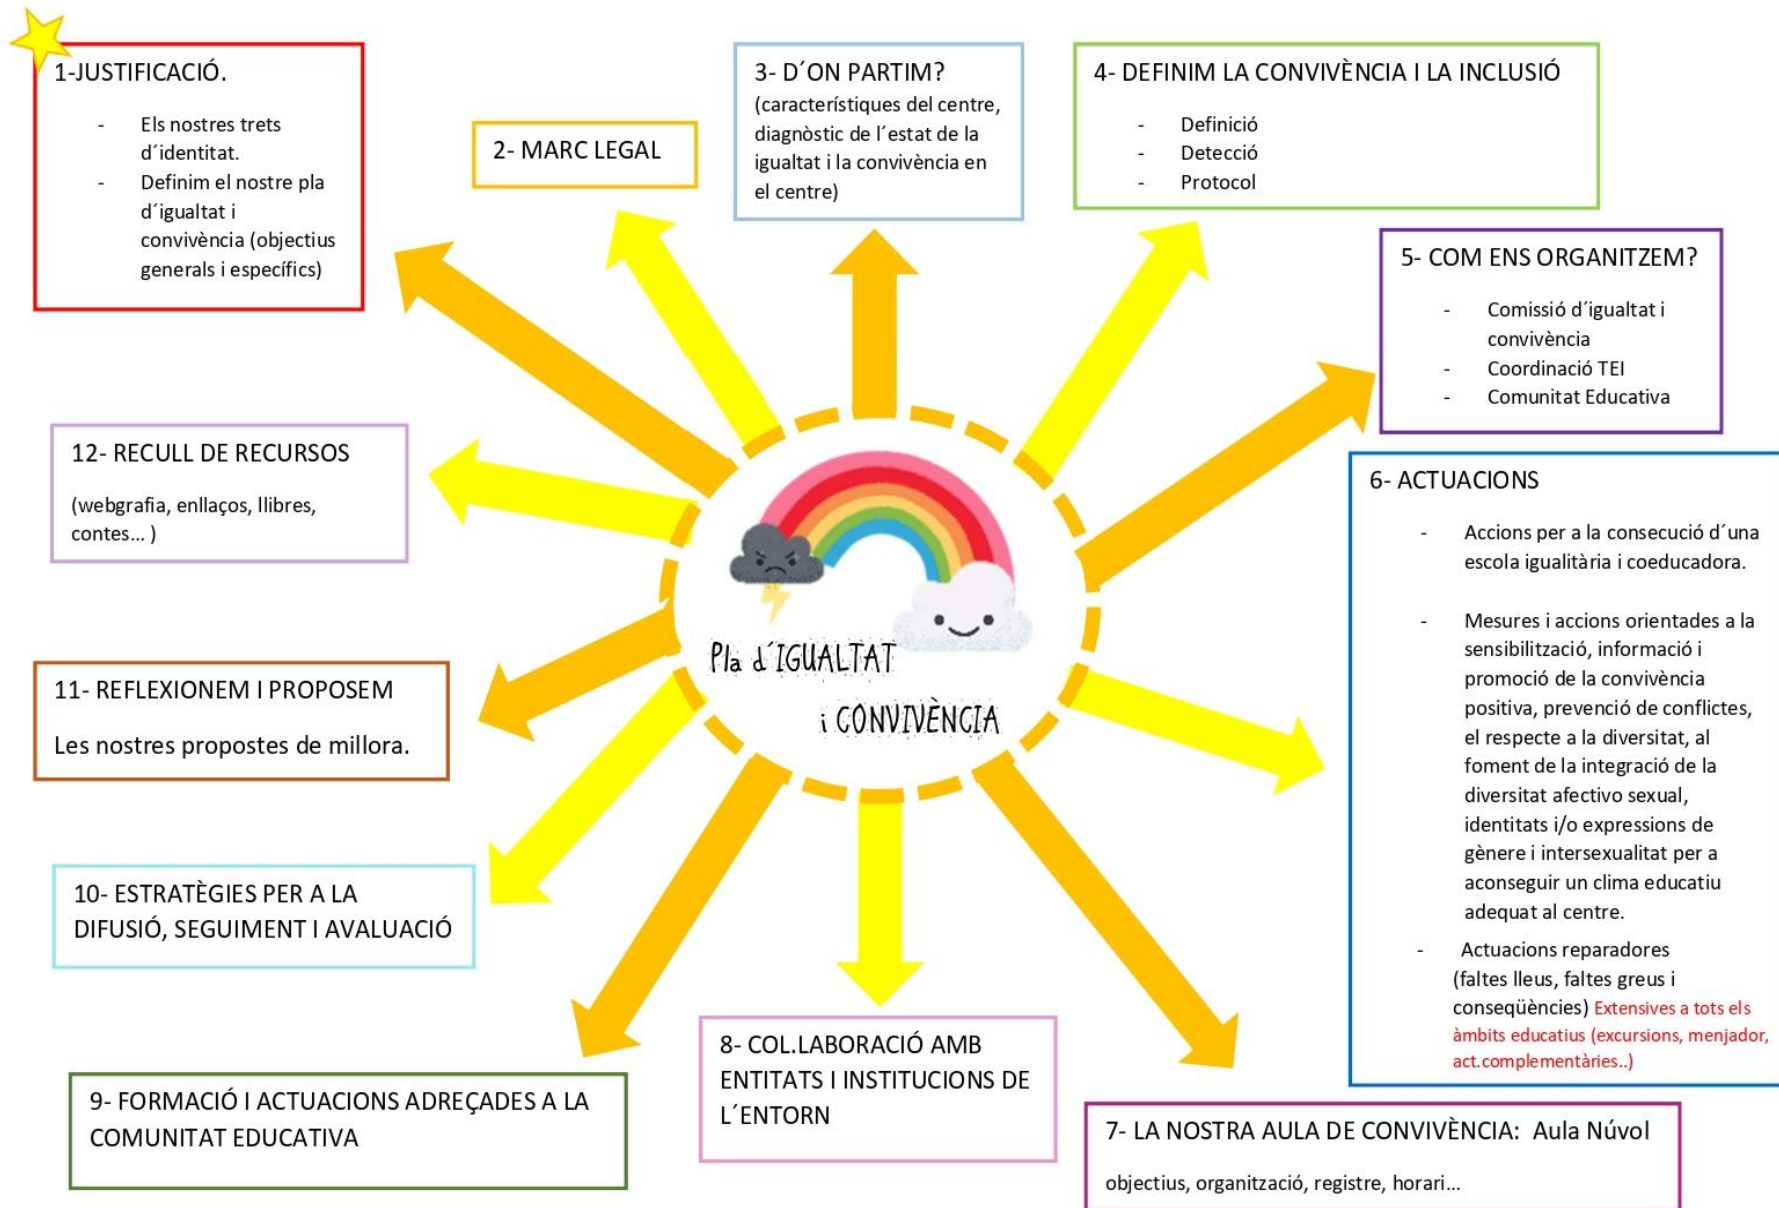 1-JUSTIFICACIÓ.
- Els nostres trets
d´identitat.
- Definim el nostre pla
d´igualtat i
convivència (objectius
generals i específics)
2- MARC LEGAL
3- D´ON PARTIM?
(característiques del centre,
diagnòstic de l´estat de la
igualtat i la convivència en
el centre)
4- DEFINIM LA CONVIVÈNCIA I LA INCLUSIÓ
- Definició
- Detecció
- Protocol
5- COM ENS ORGANITZEM?
- Comissió d´igualtat i
convivència
- Coordinació TEI
- Comunitat Educativa
6- ACTUACIONS
- Accions per a la consecució d´una
escola igualitària i coeducadora.
- Mesures i accions orientades a la
sensibilització, informació i
promoció de la convivència
positiva, prevenció de conflictes,
el respecte a la diversitat, al
foment de la integració de la
diversitat afectivo sexual,
identitats i/o expressions de
gènere i intersexualitat per a
aconseguir un clima educatiu
adequat al centre.
- Actuacions reparadores
(faltes lleus, faltes greus i
conseqüències) Extensives a tots els
àmbits educatius (excursions, menjador,
act.complementàries..)
7- LA NOSTRA AULA DE CONVIVÈNCIA: Aula Núvol
objectius, organització, registre, horari...
8- COL.LABORACIÓ AMB
ENTITATS I INSTITUCIONS DE
L´ENTORN
9- FORMACIÓ I ACTUACIONS ADREÇADES A LA
COMUNITAT EDUCATIVA
10- ESTRATÈGIES PER A LA
DIFUSIÓ, SEGUIMENT I AVALUACIÓ
11- REFLEXIONEM I PROPOSEM
Les nostres propostes de millora.
12- RECULL DE RECURSOS
(webgrafia, enllaços, llibres,
contes... )
Pla d´IGUALTAT
i CONVIVÈNCIA